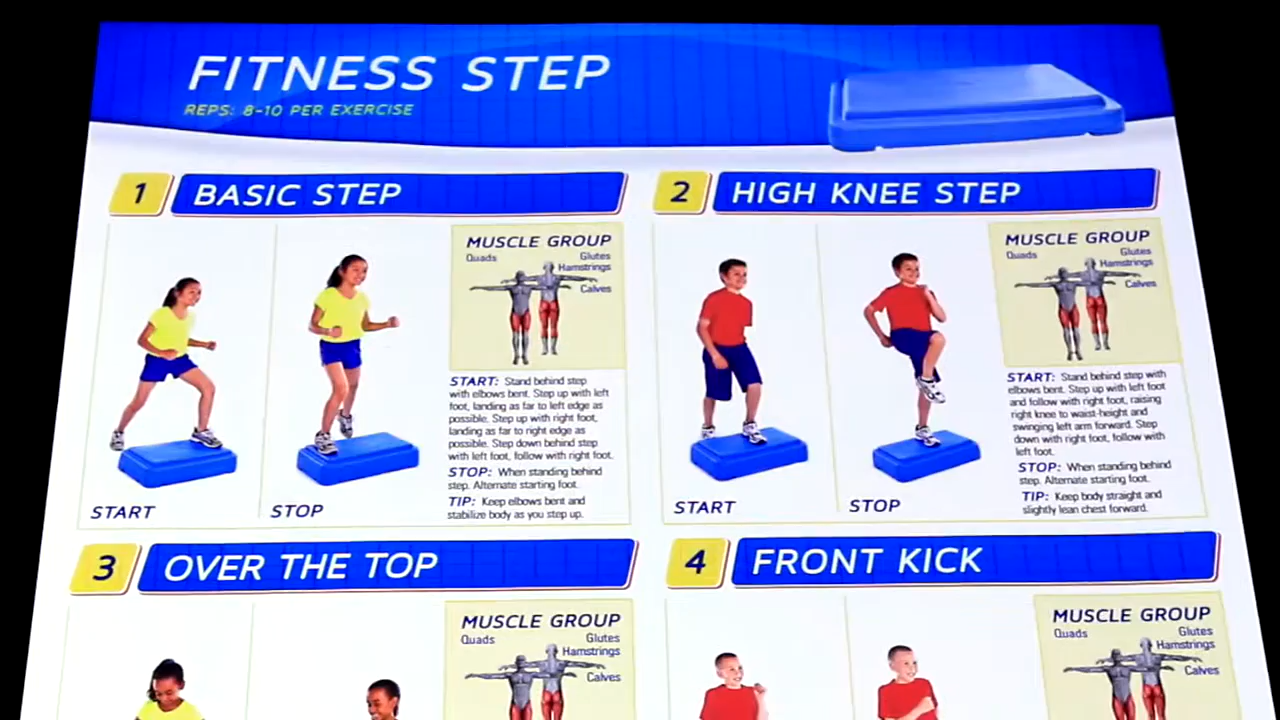 FITNESS STEP
REPS: 8-10 PER EXERCISE
1 BASIC STEP
MUSCLE GROUP
Quads
Glutes
Hamstrings
Calves
START: Stand behind step
with elbows bent. Step up with left
foot, landing as far to left edge as
possible. Step up with right foot,
landing as far to right edge as
possible. Step down behind step
with left foot, follow with right foot.
STOP: When standing behind
step. Alternate starting foot.
TIP: Keep elbows bent and
stabilize body as you step up.
START
STOP
2 HIGH KNEE STEP
MUSCLE GROUP
Quads
Glutes
Hamstrings
Calves
START: Stand behind step with
elbows bent. Step up with left foot
and follow with right foot, raising
right knee to waist-height and
swinging left arm forward. Step
down with right foot, follow with
left foot.
STOP: When standing behind
step. Alternate starting foot.
TIP: Keep body straight and
slightly lean chest forward.
START
STOP
3 OVER THE TOP
MUSCLE GROUP
Quads
Glutes
Hamstrings
Calves
4 FRONT KICK
MUSCLE GROUP
Quads
Glutes
Hamstrings
Calves